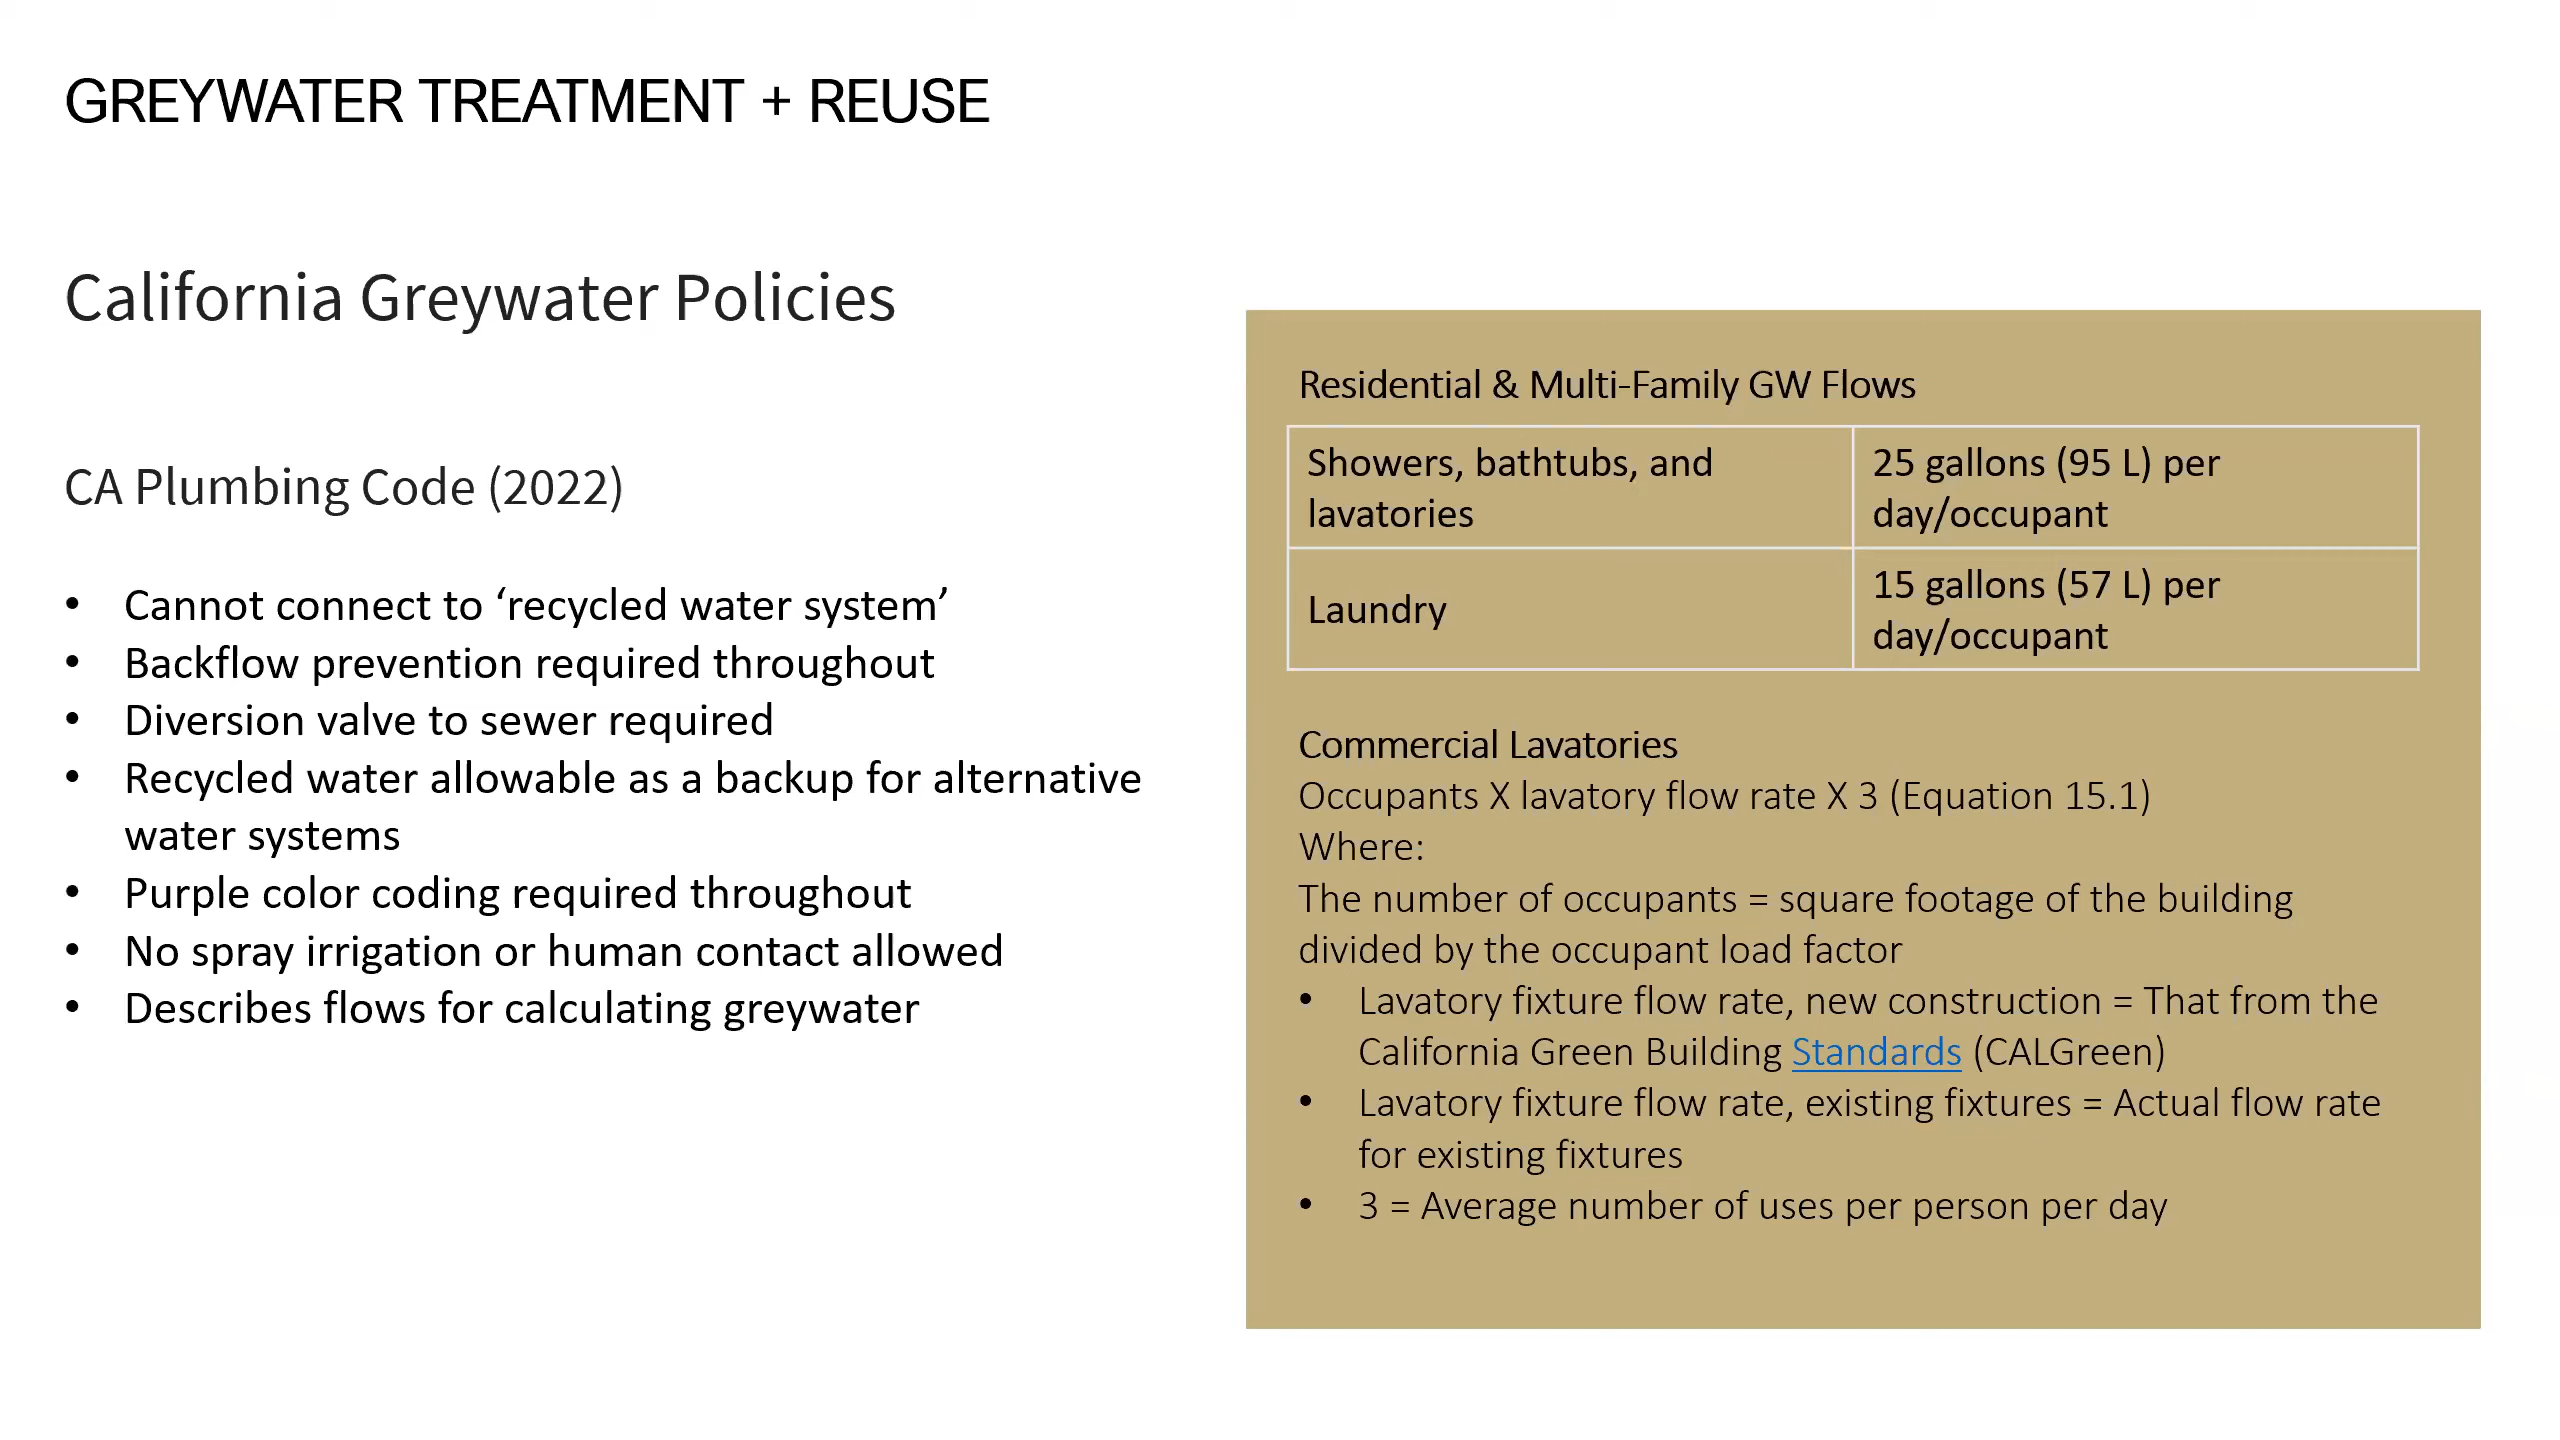 GREYWATER TREATMENT + REUSE
California Greywater Policies
CA Plumbing Code (2022)
• Cannot connect to ‘recycled water system’
• Backflow prevention required throughout
• Diversion valve to sewer required
• Recycled water allowable as a backup for alternative
water systems
• Purple color coding required throughout
• No spray irrigation or human contact allowed
• Describes flows for calculating greywater
Residential & Multi-Family GW Flows
Showers, bathtubs, and
lavatories
25 gallons (95 L) per
day/occupant
Laundry
15 gallons (57 L) per
day/occupant
Commercial Lavatories
Occupants X lavatory flow rate X 3 (Equation 15.1)
Where:
The number of occupants = square footage of the building
divided by the occupant load factor
• Lavatory fixture flow rate, new construction = That from the
California Green Building Standards (CALGreen)
• Lavatory fixture flow rate, existing fixtures = Actual flow rate
for existing fixtures
• 3 = Average number of uses per person per day